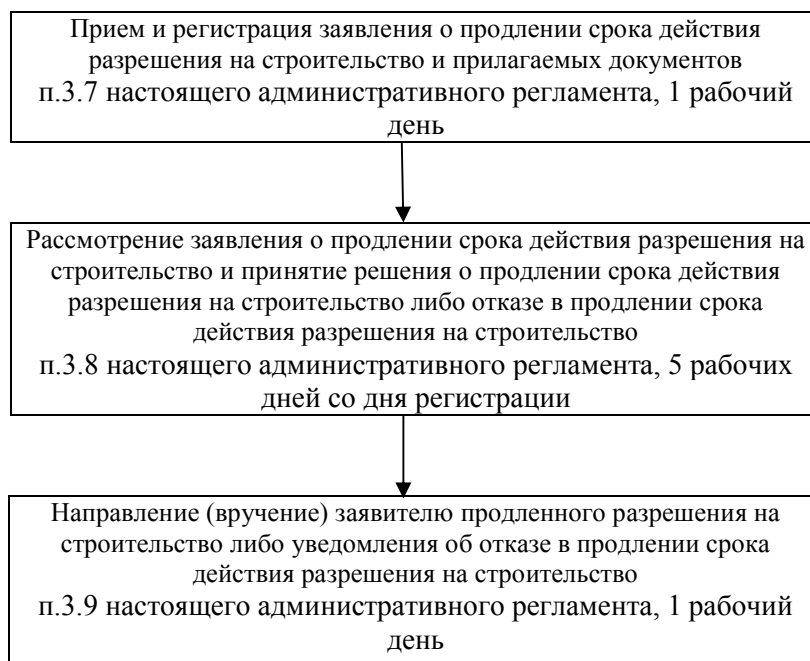 Прием и регистрация заявления о продлении срока действия
разрешения на строительство и прилагаемых документов
п.3.7 настоящего административного регламента, 1 рабочий
день
Рассмотрение заявления о продлении срока действия разрешения на
строительство и принятие решения о продлении срока действия
разрешения на строительство либо отказе в продлении срока
действия разрешения на строительство
п.3.8 настоящего административного регламента, 5 рабочих
дней со дня регистрации
Направление (вручение) заявителю продленного разрешения на
строительство либо уведомления об отказе в продлении срока
действия разрешения на строительство
п.3.9 настоящего административного регламента, 1 рабочий
день